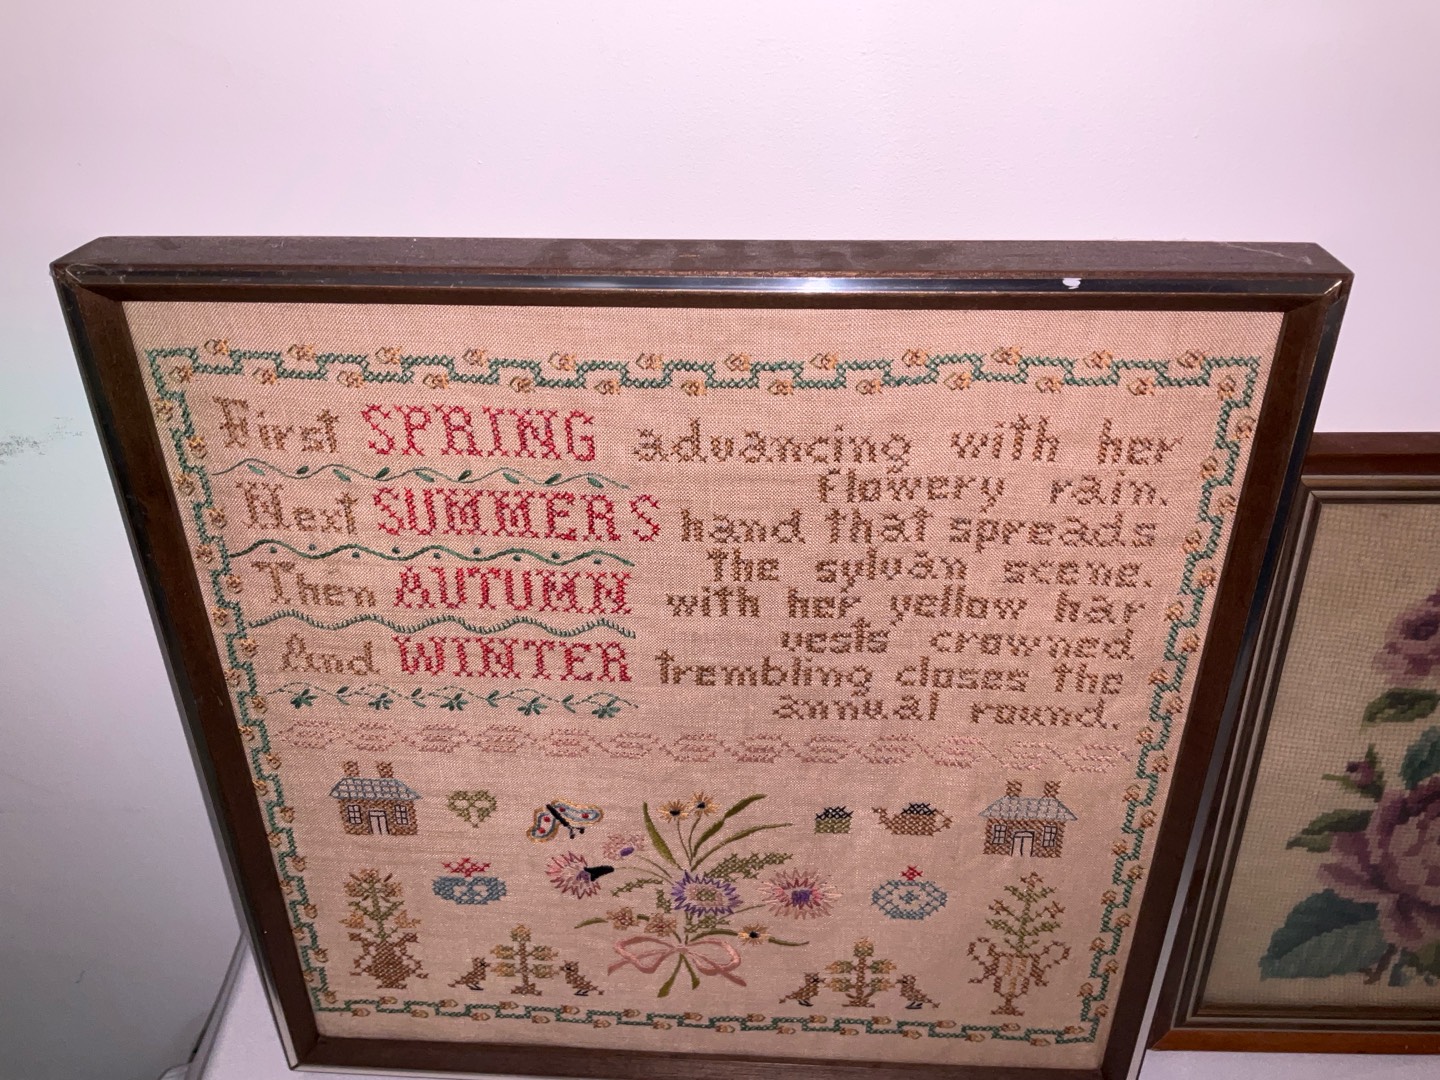 First SPRING advancing with her
flowery rain.
Next SUMMERS hand that spreads
the sylvan scene.
Then AUTUMN with her yellow har
vests crowned
And WINTER trembling closes the
annual round.